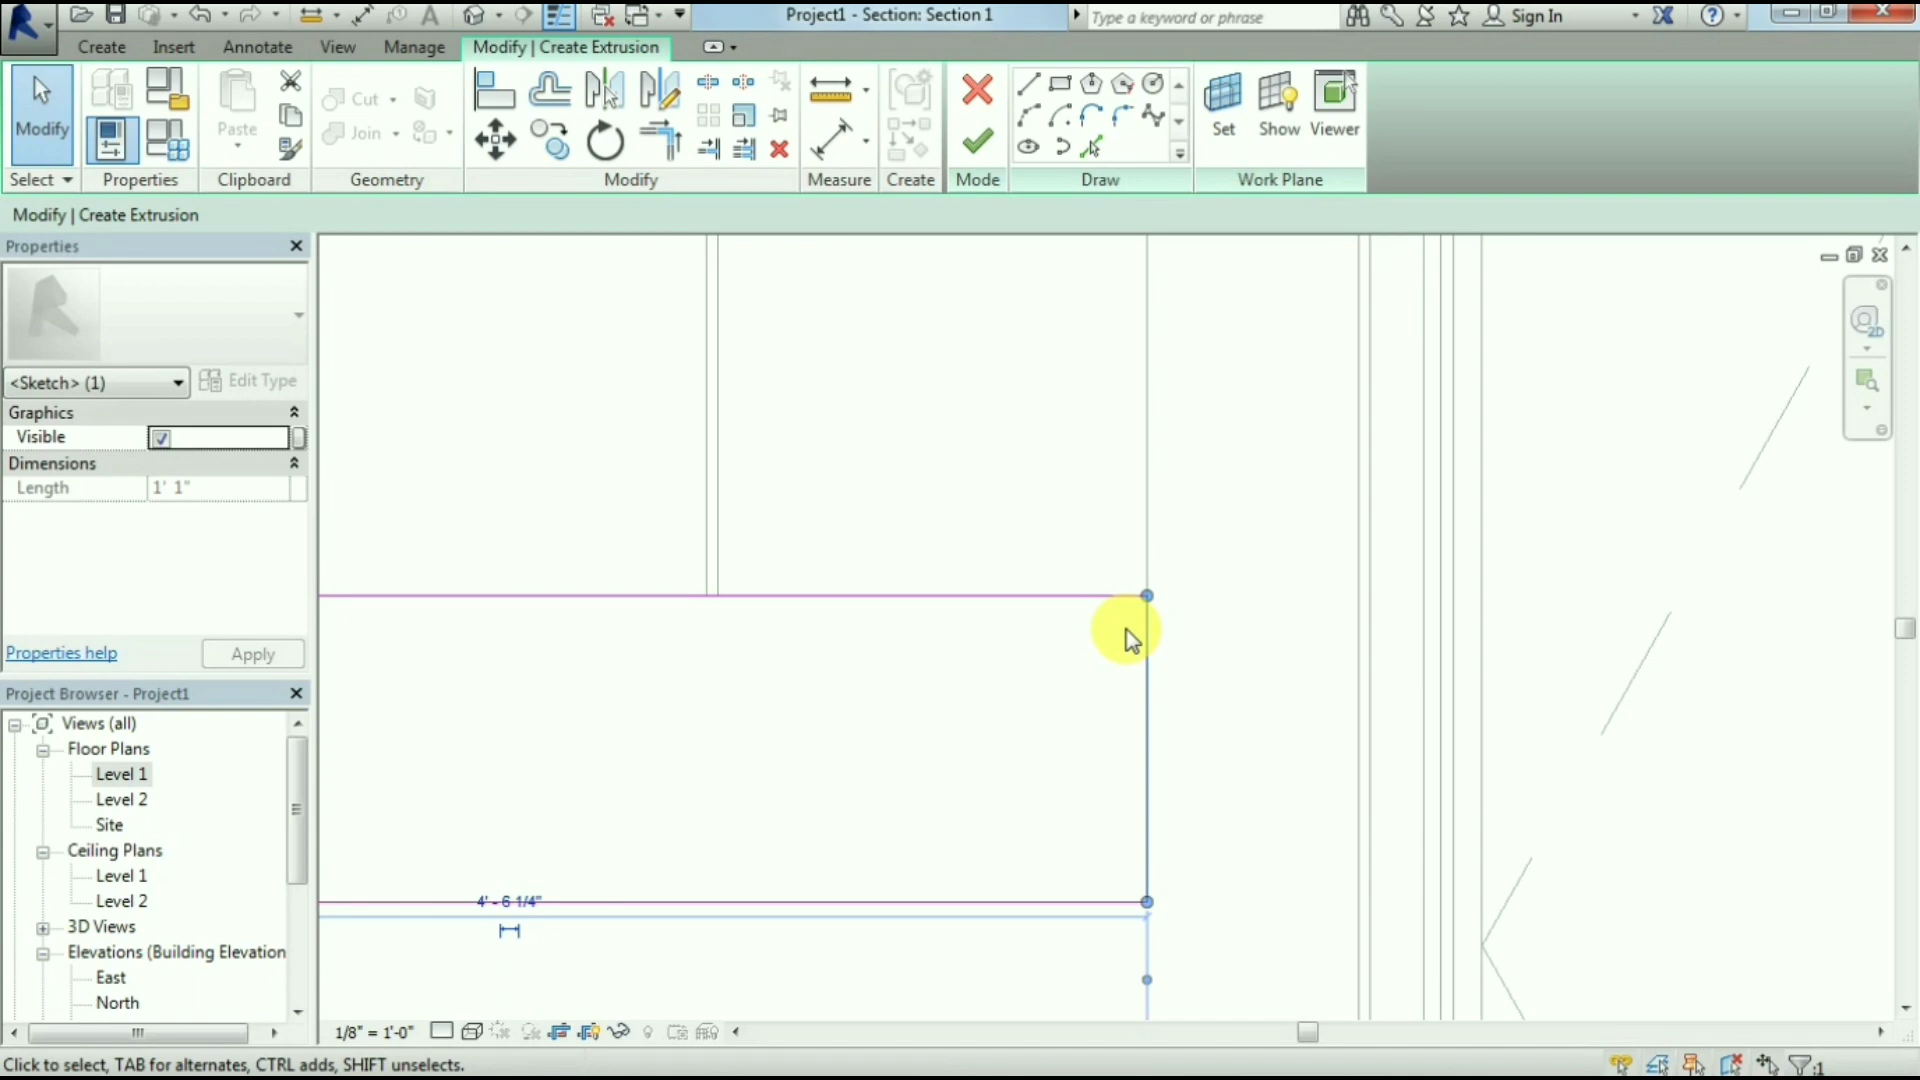 Project1 - Section: Section 1
Type a keyword or phrase
Sign In
Create Insert Annotate View Manage Modify | Create Extrusion
Modify
Cut
Join
Paste
Set Show Viewer
Select Properties Clipboard Geometry Modify Measure Create Mode Draw Work Plane
Modify | Create Extrusion
Properties
<Sketch> (1)
Edit Type
Graphics
Visible
Dimensions
Length 1' 1"
Properties help
Apply
Project Browser - Project1
Views (all)
Floor Plans
Level 1
Level 2
Site
Ceiling Plans
Level 1
Level 2
3D Views
Elevations (Building Elevation
East
North
4' - 6 1/4"
2D
1/8" = 1'-0"
Click to select, TAB for alternates, CTRL adds, SHIFT unselects.
:1